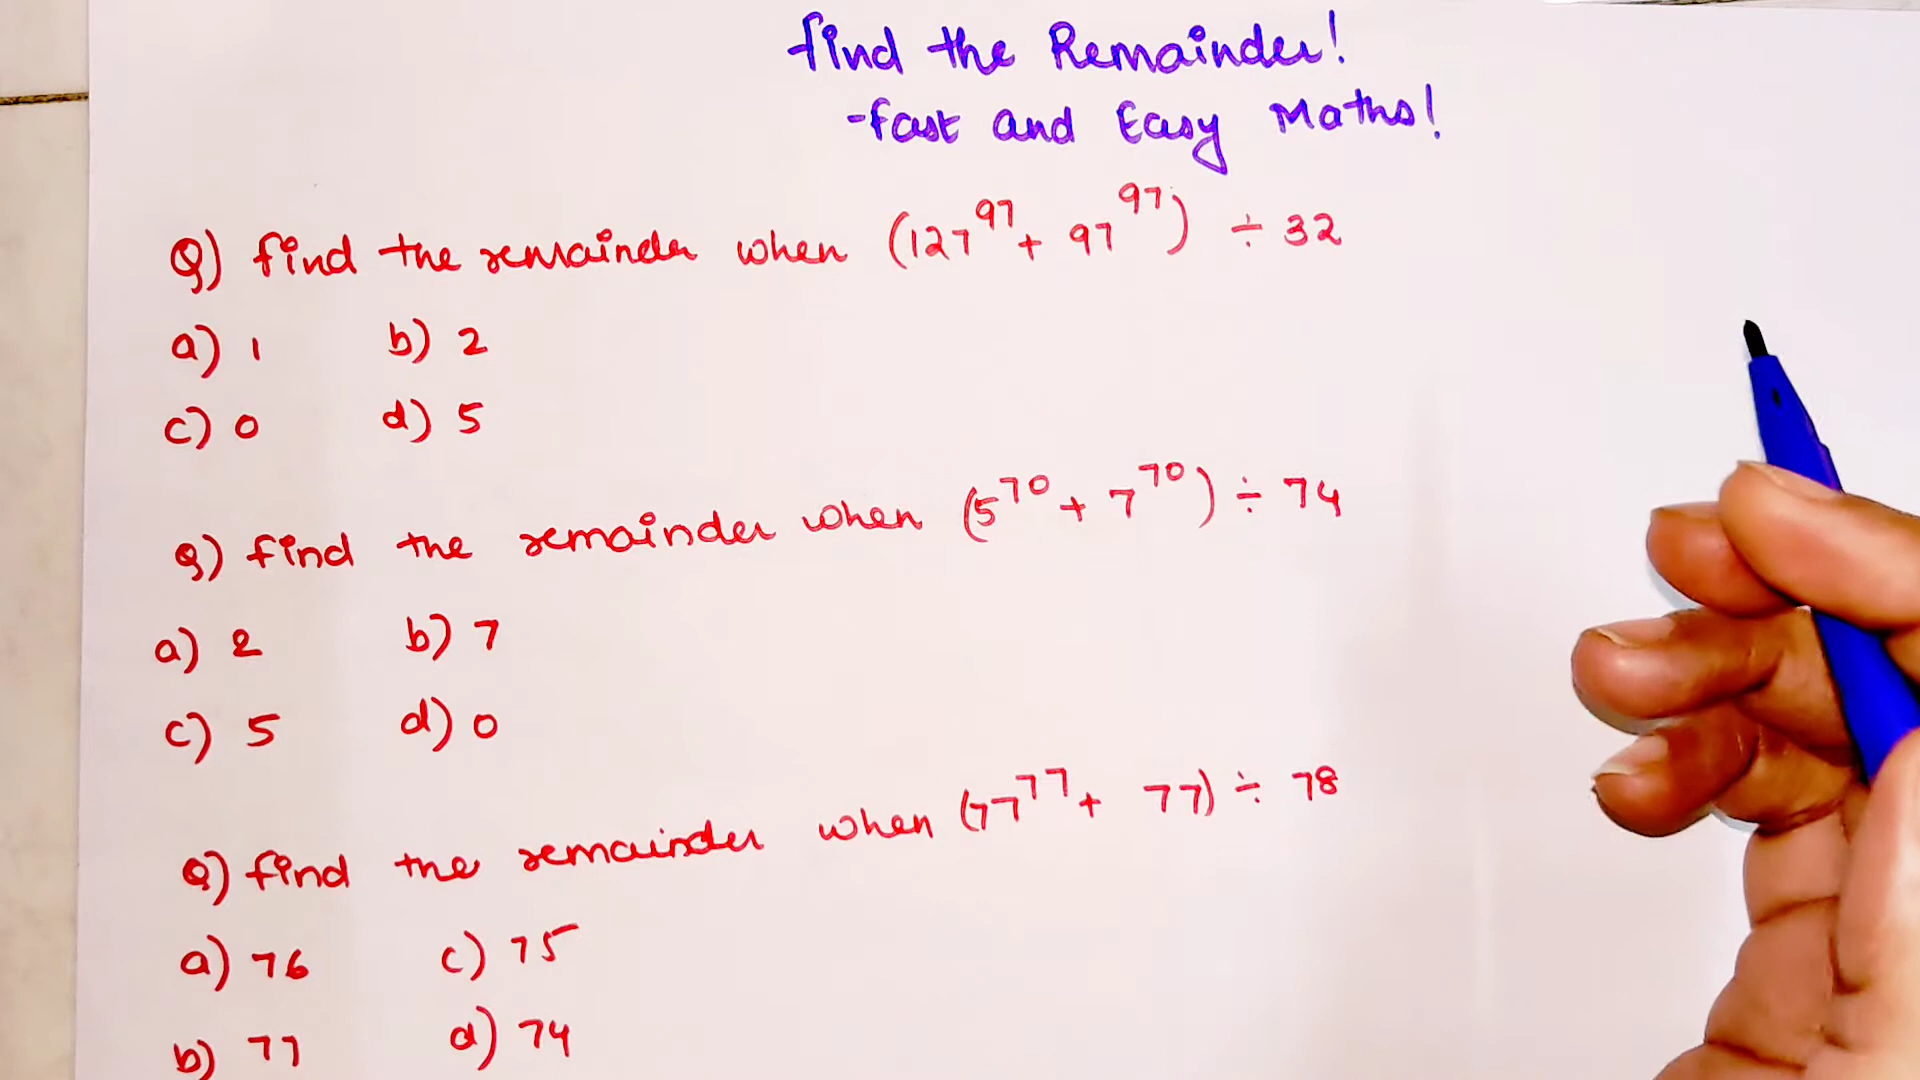 Find the Remainder!
-Fast and Easy Maths!
Q) Find the remainder when (127^97 + 97^97) ÷ 32
a) 1 b) 2
c) 0 d) 5
Q) Find the remainder when (5^70 + 7^70) ÷ 74
a) 2 b) 7
c) 5 d) 0
Q) Find the remainder when (77^77 + 77) ÷ 78
a) 76 c) 75
b) 77 d) 74